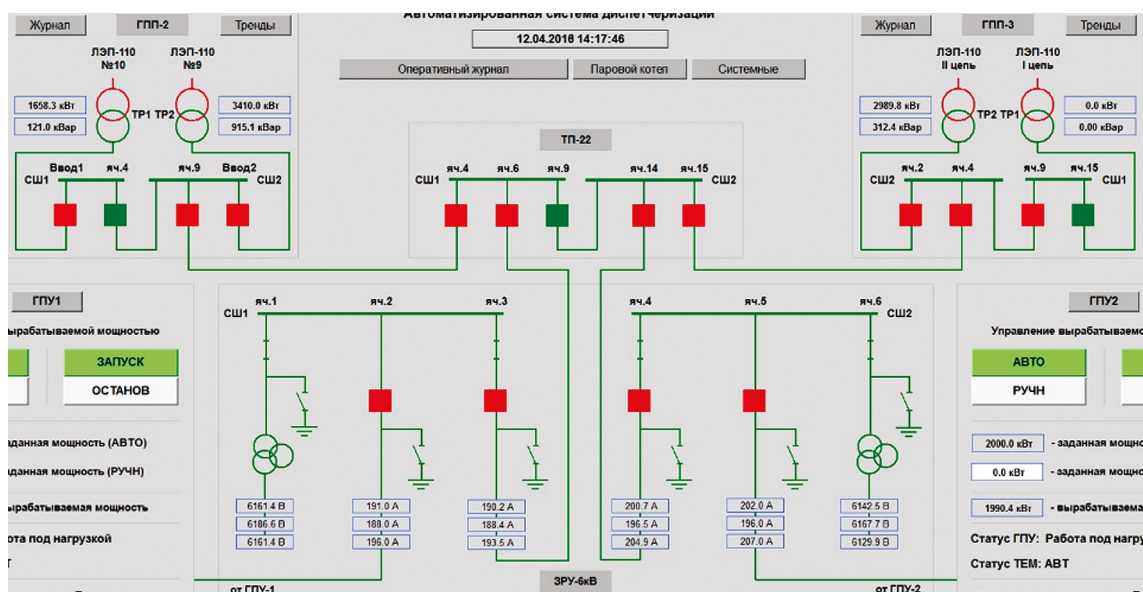 Автоматизированная система диспетчеризации
12.04.2016 14:17:46
Оперативный журнал
Паровой котел
Системные
Журнал
ГПП-2
Тренды
ЛЭП-110 №10
ЛЭП-110 №9
1658.3 кВт
121.0 кВар
ТР1 ТР2
3410.0 кВт
915.1 кВар
Ввод1 яч.4 яч.9 Ввод2
СШ1 СШ2
Журнал
ГПП-3
Тренды
ЛЭП-110 II цепь
ЛЭП-110 I цепь
2989.8 кВт
312.4 кВар
ТР2 ТР1
0.0 кВт
0.00 кВар
яч.2 яч.4 яч.9 яч.15
СШ2 СШ1
ТП-22
яч.4 яч.6 яч.9 яч.14 яч.15
СШ1 СШ2
ГПУ1
вырабатываемой мощностью
ЗАПУСК
ОСТАНОВ
заданная мощность (АВТО)
заданная мощность (РУЧН)
вырабатываемая мощность
ота под нагрузкой
Т
яч.1 яч.2 яч.3 яч.4 яч.5 яч.6
СШ1 СШ2
6161.4 В 191.0 А 190.2 А 200.7 А 202.0 А 6142.5 В
6186.6 В 188.0 А 188.4 А 196.5 А 196.0 А 6167.7 В
6161.4 В 196.0 А 193.5 А 204.9 А 207.0 А 6129.9 В
от ГПУ-1
ЗРУ-6кВ
от ГПУ-2
ГПУ2
Управление вырабатываемо
АВТО
РУЧН
2000.0 кВт - заданная мощно
0.0 кВт - заданная мощно
1990.4 кВт - вырабатываема
Статус ГПУ: Работа под нагру
Статус ТЕМ: АВТ